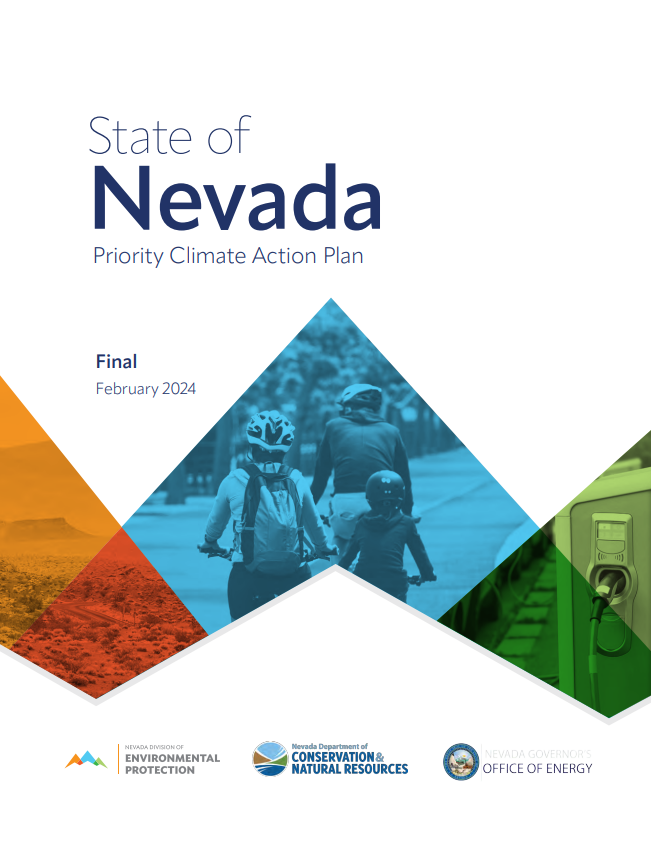 State of
Nevada
Priority Climate Action Plan
Final
February 2024
NEVADA DIVISION OF
ENVIRONMENTAL
PROTECTION
Nevada Department of
CONSERVATION&
NATURAL RESOURCES
NEVADA GOVERNOR'S
OFFICE OF ENERGY